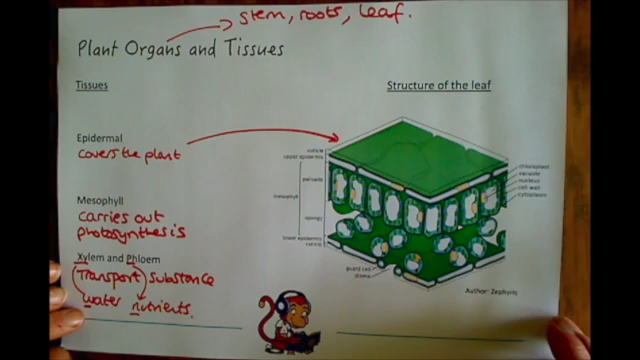 stem, roots, leaf.
Plant Organs and Tissues
Tissues
Epidermal
covers the plant
Mesophyll
carries out
photosynthesis
Xylem and Phloem
Transport substance
water nutrients.
Structure of the leaf
cuticle
upper epidermis
palisade
mesophyll
spongy
lower epidermis
cuticle
guard cell
stoma
chloroplast
vacuole
nucleus
cell wall
cytoplasm
Author: Zephyris